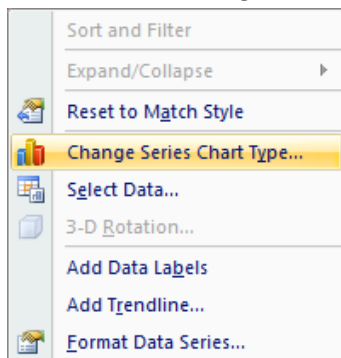 Sort and Filter
Expand/Collapse
Reset to Match Style
Change Series Chart Type...
Select Data...
3-D Rotation...
Add Data Labels
Add Trendline...
Format Data Series...